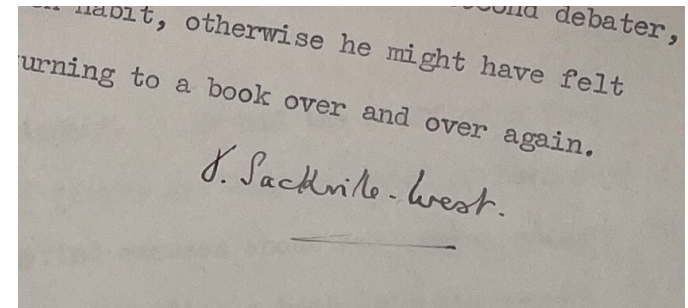 habit, otherwise he might have felt
debater,
urning to a book over and over again.
V. Sackville-West.